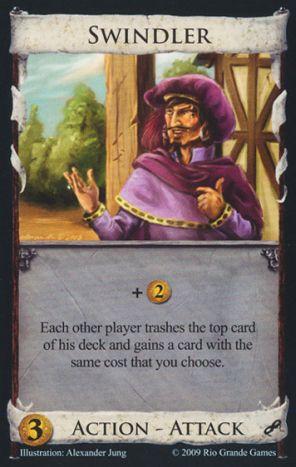 Swindler
+ 2
Each other player trashes the top card
of his deck and gains a card with the
same cost that you choose.
3 Action - Attack
Illustration: Alexander Jung © 2009 Rio Grande Games